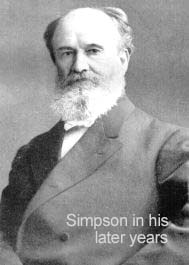 Simpson in his
later years